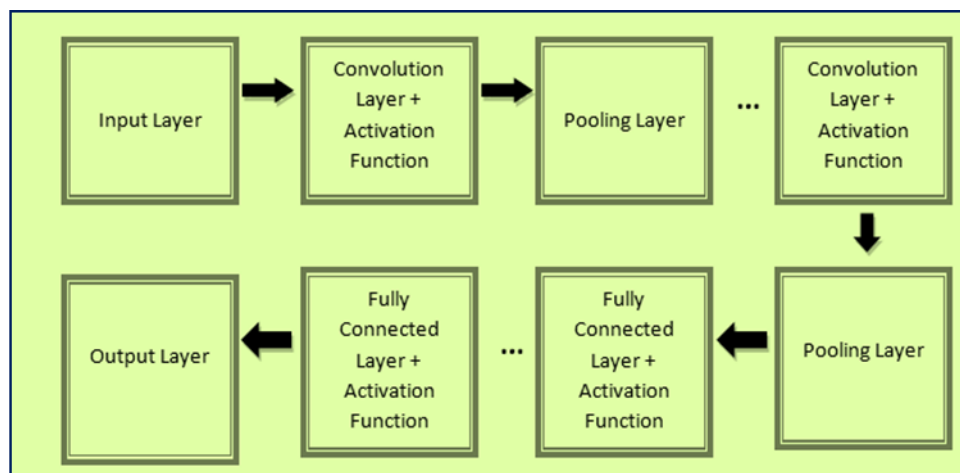 Input Layer
Convolution
Layer +
Activation
Function
Pooling Layer
...
Convolution
Layer +
Activation
Function
Pooling Layer
Fully
Connected
Layer +
Activation
Function
...
Fully
Connected
Layer +
Activation
Function
Output Layer